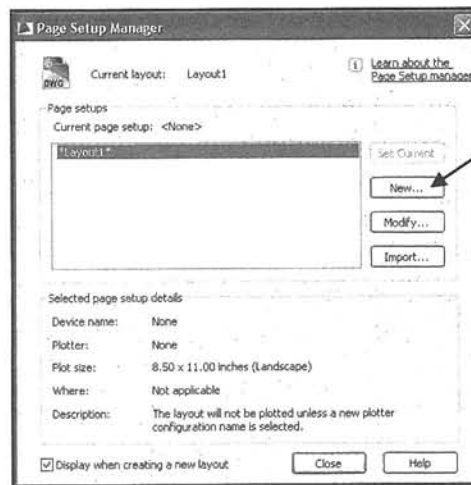 Page Setup Manager
DWG
Current layout: Layout1
Learn about the
Page Setup manager
Page setups
Current page setup: <None>
*Layout1*
Set Current
New...
Modify...
Import...
Selected page setup details
Device name: None
Plotter: None
Plot size: 8.50 x 11.00 inches (Landscape)
Where: Not applicable
Description: The layout will not be plotted unless a new plotter
configuration name is selected.
Display when creating a new layout
Close
Help